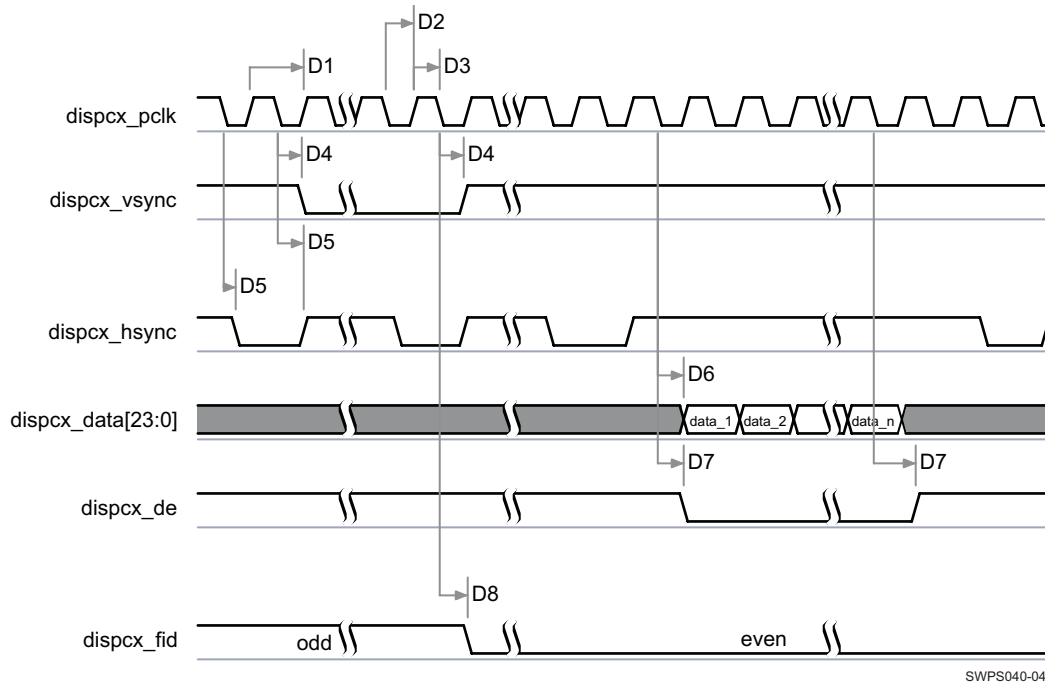 D2
D1
D3
dispcx_pclk
D4
D4
dispcx_vsync
D5
D5
dispcx_hsync
D6
dispcx_data[23:0]
data_1
data_2
data_n
D7
D7
dispcx_de
D8
dispcx_fid
odd
even
SWPS040-04